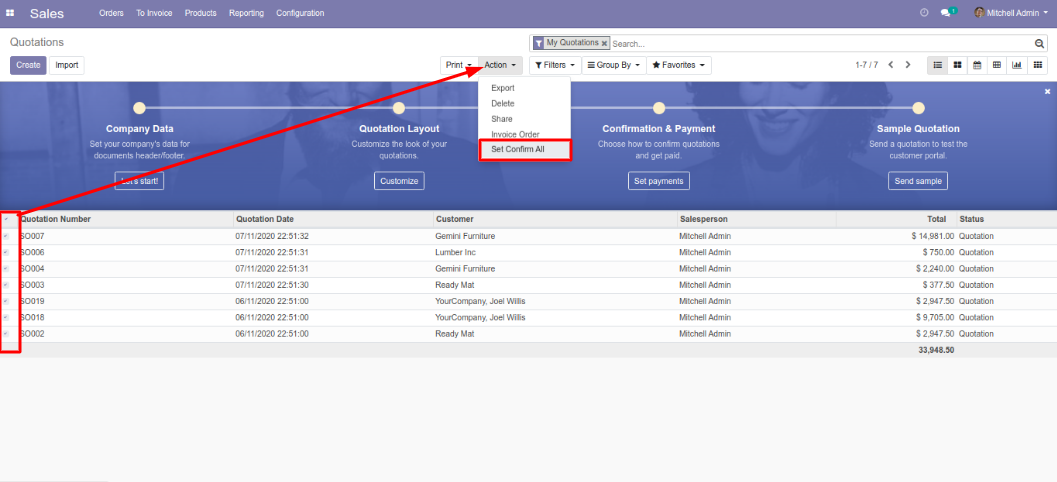 Sales Orders To Invoice Products Reporting Configuration 1 Mitchell Admin
Quotations My Quotations Search...
Create Import Print Action Filters Group By Favorites 1-7 / 7
Export
Delete
Share
Invoice Order
Set Confirm All
Company Data Quotation Layout Confirmation & Payment Sample Quotation
Set your company's data for Customize the look of your Choose how to confirm quotations Send a quotation to test the
documents header/footer. quotations. and get paid. customer portal.
Let's start! Customize Set payments Send sample
Quotation Number Quotation Date Customer Salesperson Total Status
SO007 07/11/2020 22:51:32 Gemini Furniture Mitchell Admin $ 14,981.00 Quotation
SO006 07/11/2020 22:51:31 Lumber Inc Mitchell Admin $ 750.00 Quotation
SO004 07/11/2020 22:51:31 Gemini Furniture Mitchell Admin $ 2,240.00 Quotation
SO003 07/11/2020 22:51:30 Ready Mat Mitchell Admin $ 377.50 Quotation
SO019 06/11/2020 22:51:00 YourCompany, Joel Willis Mitchell Admin $ 2,947.50 Quotation
SO018 06/11/2020 22:51:00 YourCompany, Joel Willis Mitchell Admin $ 9,705.00 Quotation
SO002 06/11/2020 22:51:00 Ready Mat Mitchell Admin $ 2,947.50 Quotation
33,948.50